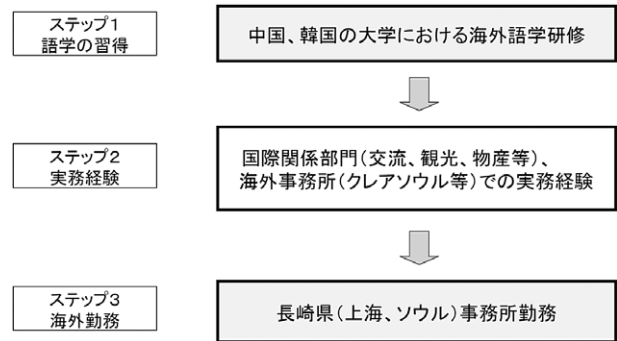 ステップ1
語学の習得
中国、韓国の大学における海外語学研修
ステップ2
実務経験
国際関係部門(交流、観光、物産等)、
海外事務所(クレアソウル等)での実務経験
ステップ3
海外勤務
長崎県(上海、ソウル)事務所勤務